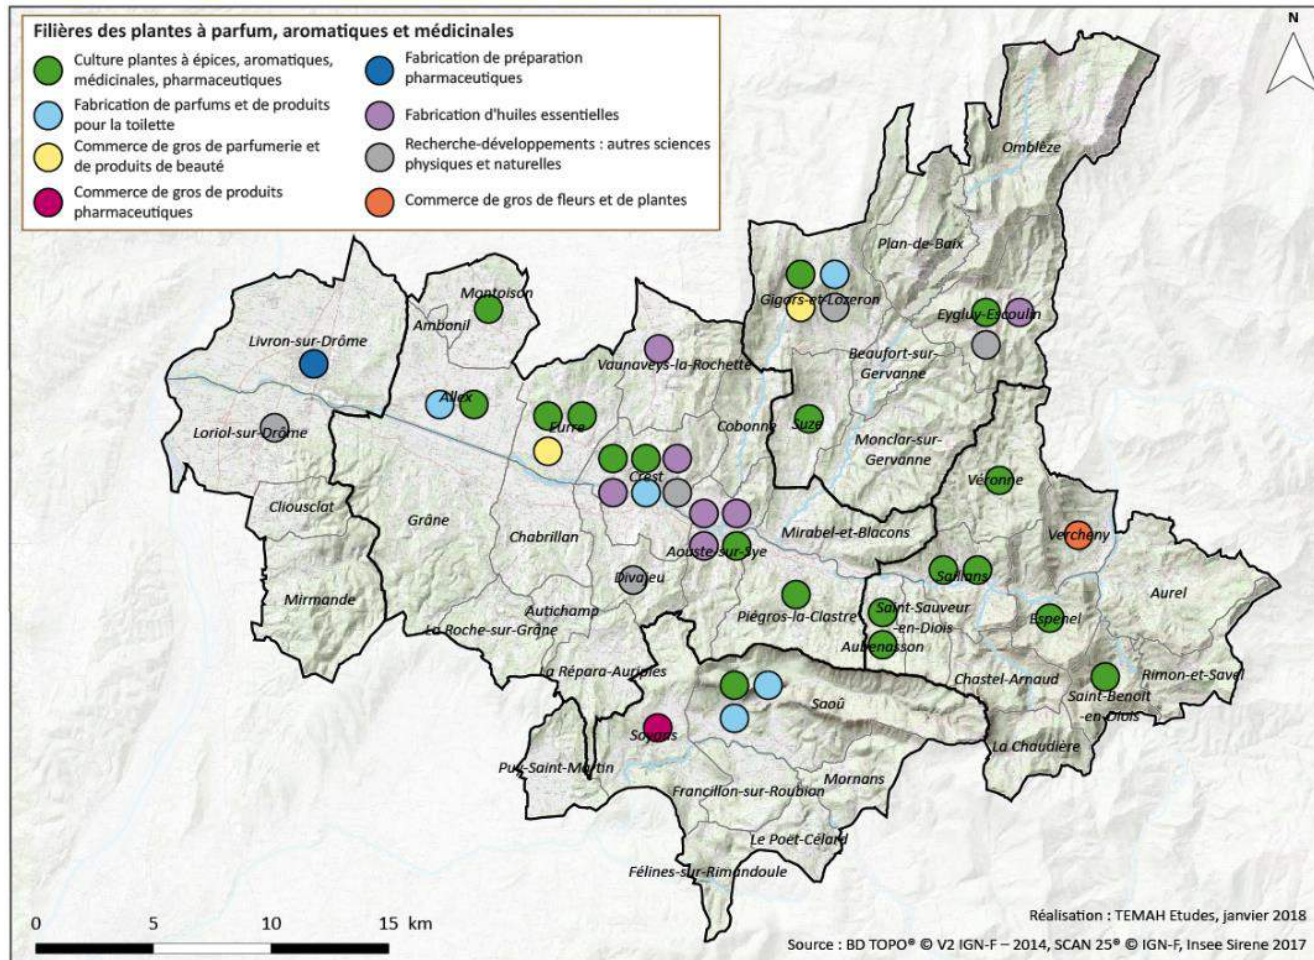 Filières des plantes à parfum, aromatiques et médicinales
Culture plantes à épices, aromatiques,
médicinales, pharmaceutiques
Fabrication de parfums et de produits
pour la toilette
Commerce de gros de parfumerie et
de produits de beauté
Commerce de gros de produits
pharmaceutiques
Fabrication de préparation
pharmaceutiques
Fabrication d'huiles essentielles
Recherche-développements : autres sciences
physiques et naturelles
Commerce de gros de fleurs et de plantes
N
Omblèze
Plan-de-Baix
Gigors-et-Lozeron
Eygluy-Escoulin
Montoison
Ambonil
Livron-sur-Drôme
Vaunaveys-la-Rochette
Beaufort-sur-
Gervanne
Allex
Eurre
Cobonne
Suze
Loriol-sur-Drôme
Monclar-sur-
Gervanne
Crest
Véronne
Cliousclat
Grâne
Chabrillan
Mirabel-et-Blacons
Vercheny
Aouste-sur-Sye
Divajeu
Saillans
Mirmande
Autichamp
Piégros-la-Clastre
Saint-Sauveur
-en-Diois
Espenel
Aurel
La Roche-sur-Grâne
Aubenasson
La Répara-Auriples
Chastel-Arnaud
Rimon-et-Savel
Saint-Benoit
-en-Diois
Saoû
Soyans
La Chaudière
Puy-Saint-Martin
Mornans
Francillon-sur-Roubion
Le Poët-Célard
Félines-sur-Rimandoule
0 5 10 15 km
Réalisation : TEMAH Etudes, janvier 2018
Source : BD TOPO® © V2 IGN-F – 2014, SCAN 25® © IGN-F, Insee Sirene 2017